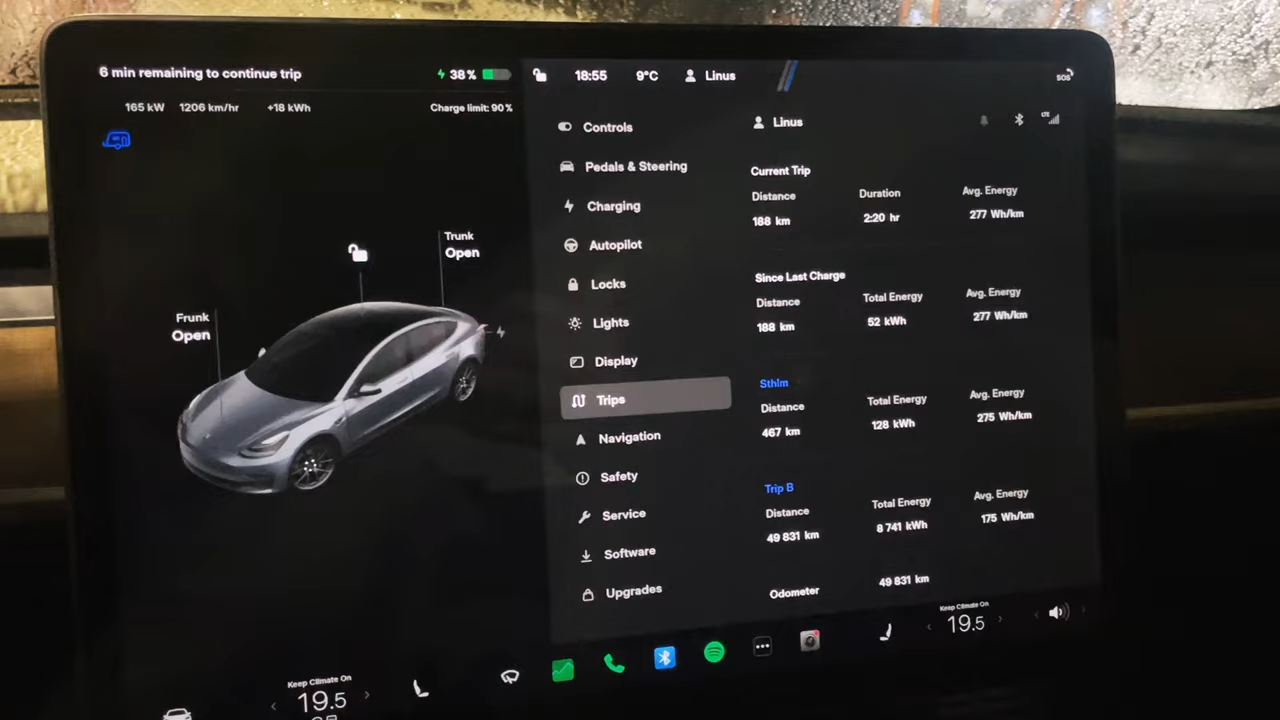 6 min remaining to continue trip
38 %
165 kW 1206 km/hr +18 kWh
Charge limit: 90 %
Trunk
Open
Frunk
Open
18:55 9°C Linus
SOS
Controls
Pedals & Steering
Charging
Autopilot
Locks
Lights
Display
Trips
Navigation
Safety
Service
Software
Upgrades
Linus
LTE
Current Trip
Distance Duration Avg. Energy
188 km 2:20 hr 277 Wh/km
Since Last Charge
Distance Total Energy Avg. Energy
188 km 52 kWh 277 Wh/km
Sthlm
Distance Total Energy Avg. Energy
467 km 128 kWh 275 Wh/km
Trip B
Distance Total Energy Avg. Energy
49 831 km 8 741 kWh 175 Wh/km
Odometer 49 831 km
Keep Climate On
19.5
Keep Climate On
19.5